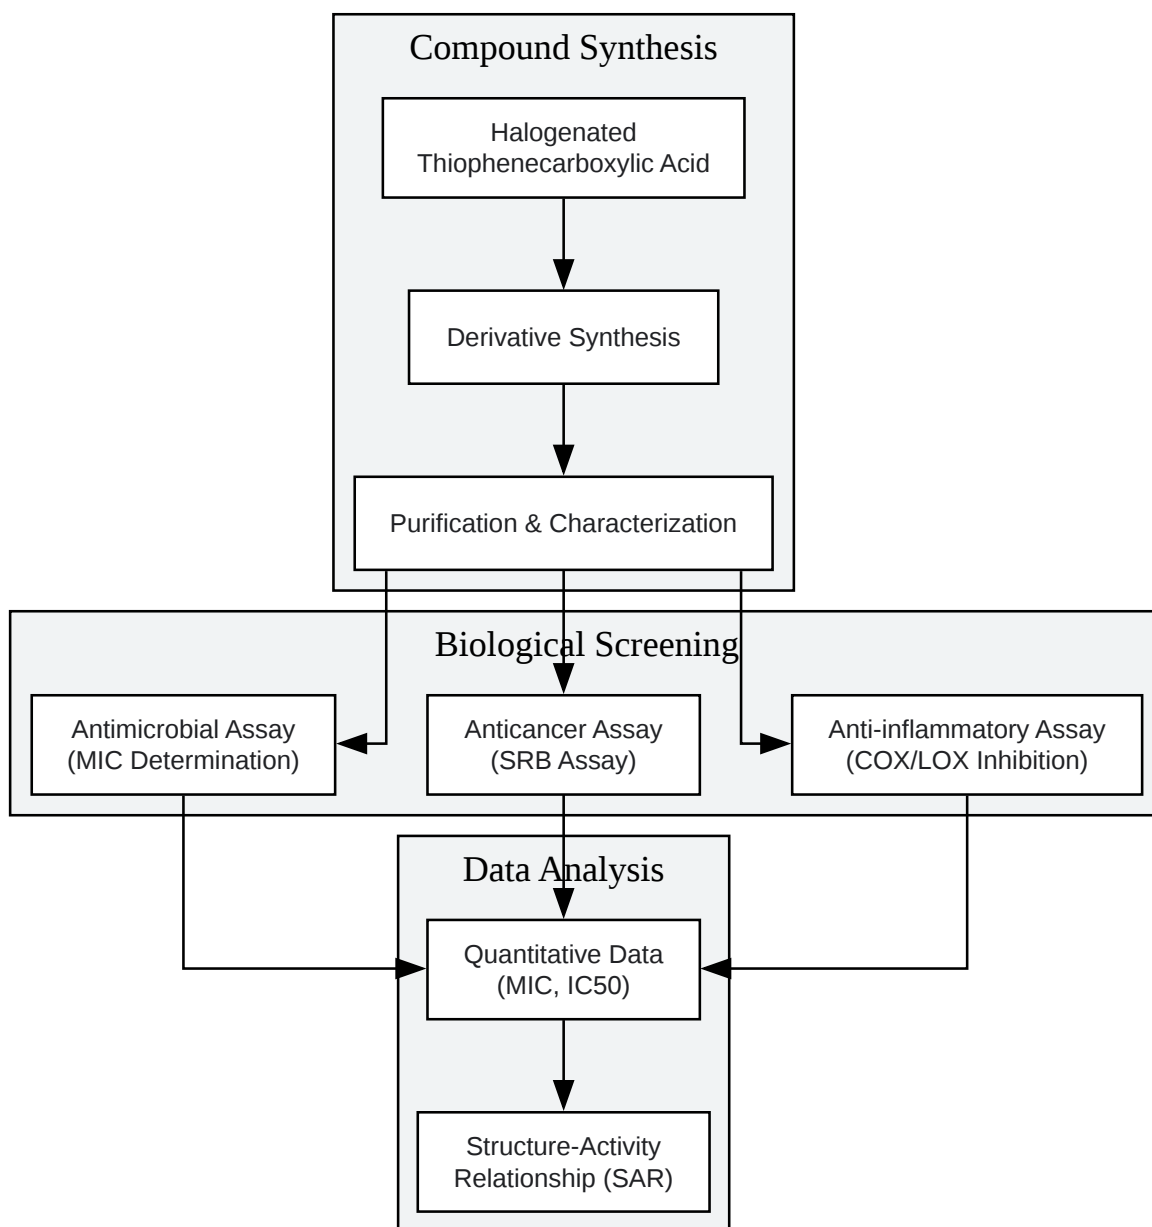 Compound Synthesis
Halogenated
Thiophenecarboxylic Acid
Derivative Synthesis
Purification & Characterization
Biological Screening
Antimicrobial Assay
(MIC Determination)
Anticancer Assay
(SRB Assay)
Anti-inflammatory Assay
(COX/LOX Inhibition)
Data Analysis
Quantitative Data
(MIC, IC50)
Structure-Activity
Relationship (SAR)